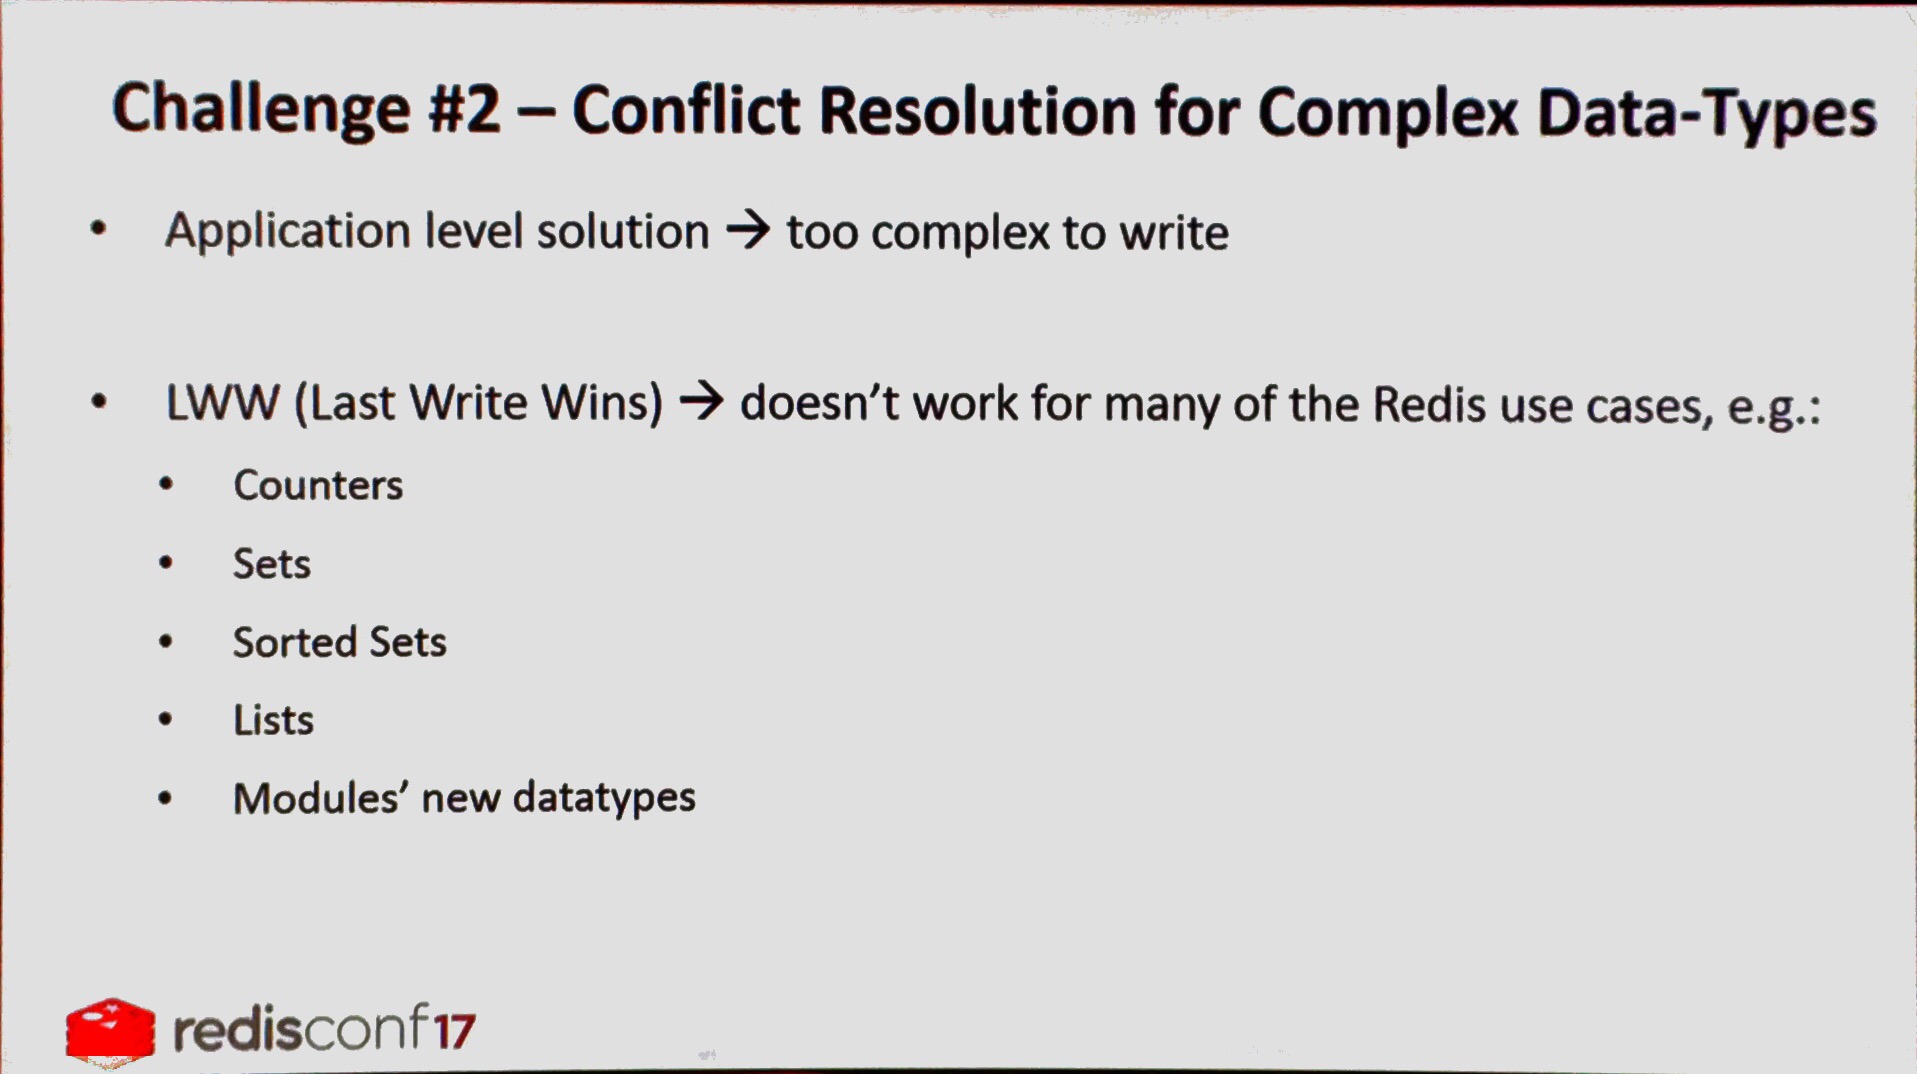 Challenge #2 – Conflict Resolution for Complex Data-Types
• Application level solution → too complex to write
• LWW (Last Write Wins) → doesn't work for many of the Redis use cases, e.g.:
• Counters
• Sets
• Sorted Sets
• Lists
• Modules' new datatypes
redisconf17